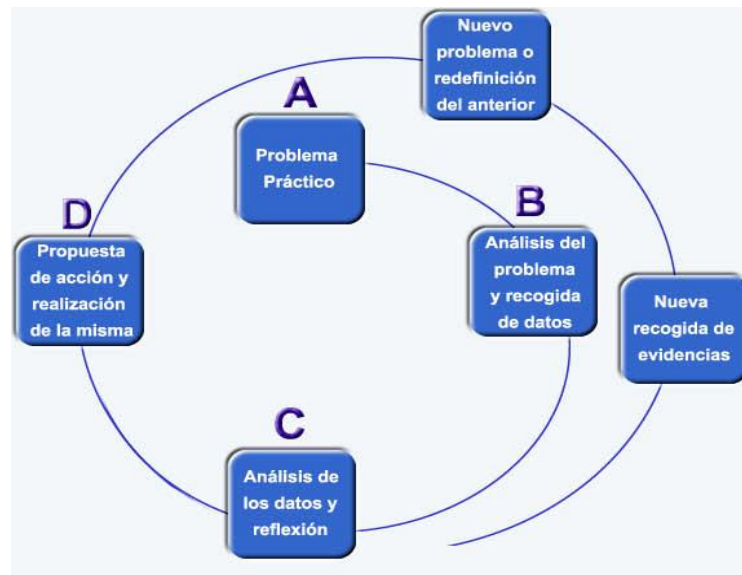 A
Problema
Práctico
B
Análisis del
problema
y recogida
de datos
C
Análisis de
los datos y
reflexión
D
Propuesta
de acción y
realización
de la misma
Nuevo
problema o
redefinición
del anterior
Nueva
recogida de
evidencias